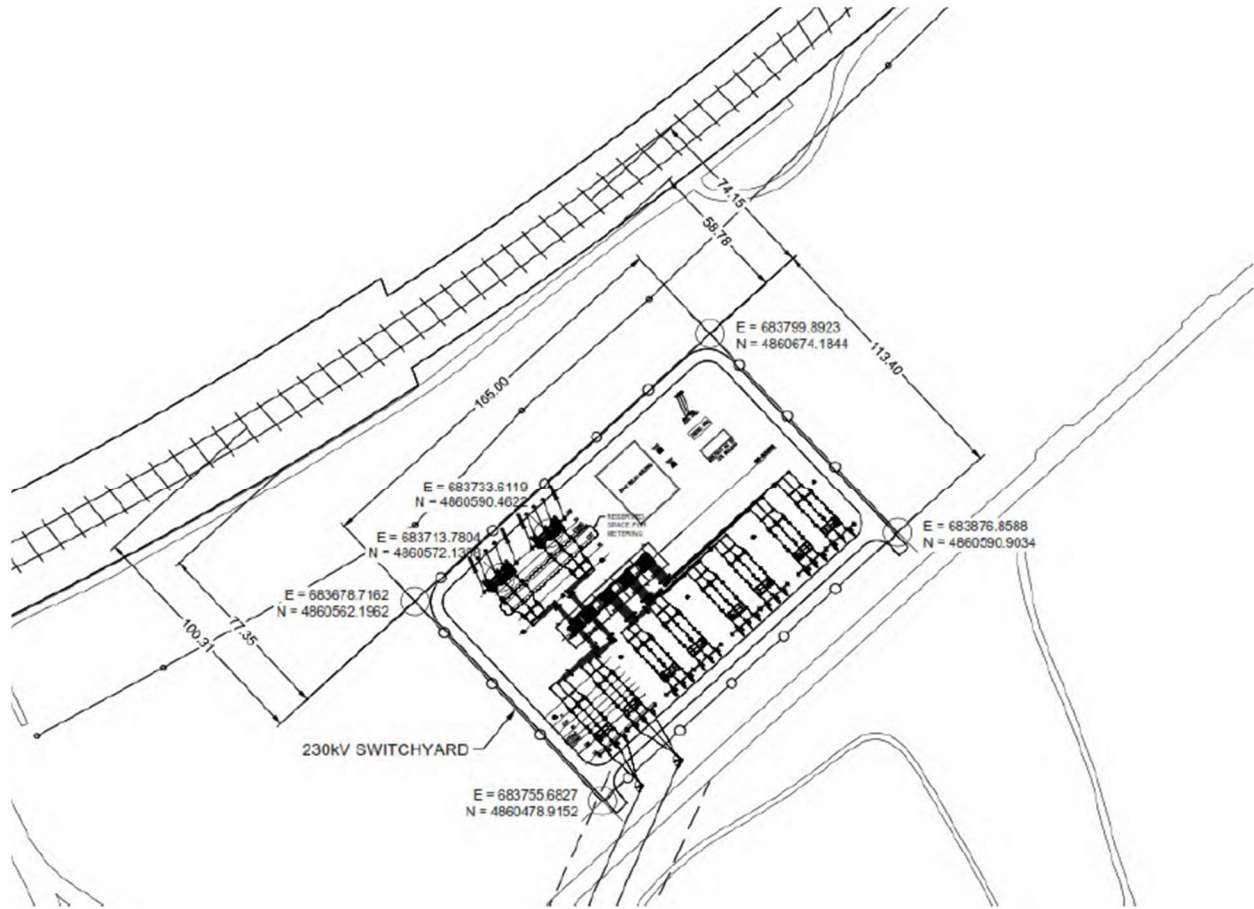 74.15
58.78
E = 683799.8923
N = 4860674.1844
113.40
165.00
E = 683733.6119
N = 4860590.4622
RESERVED
SPACE FOR
METERING
E = 683713.7804
N = 4860572.13
E = 683876.8588
N = 4860590.9034
E = 683678.7162
N = 4860562.1962
77.35
100.31
230kV SWITCHYARD
E = 683755.6827
N = 4860478.9152